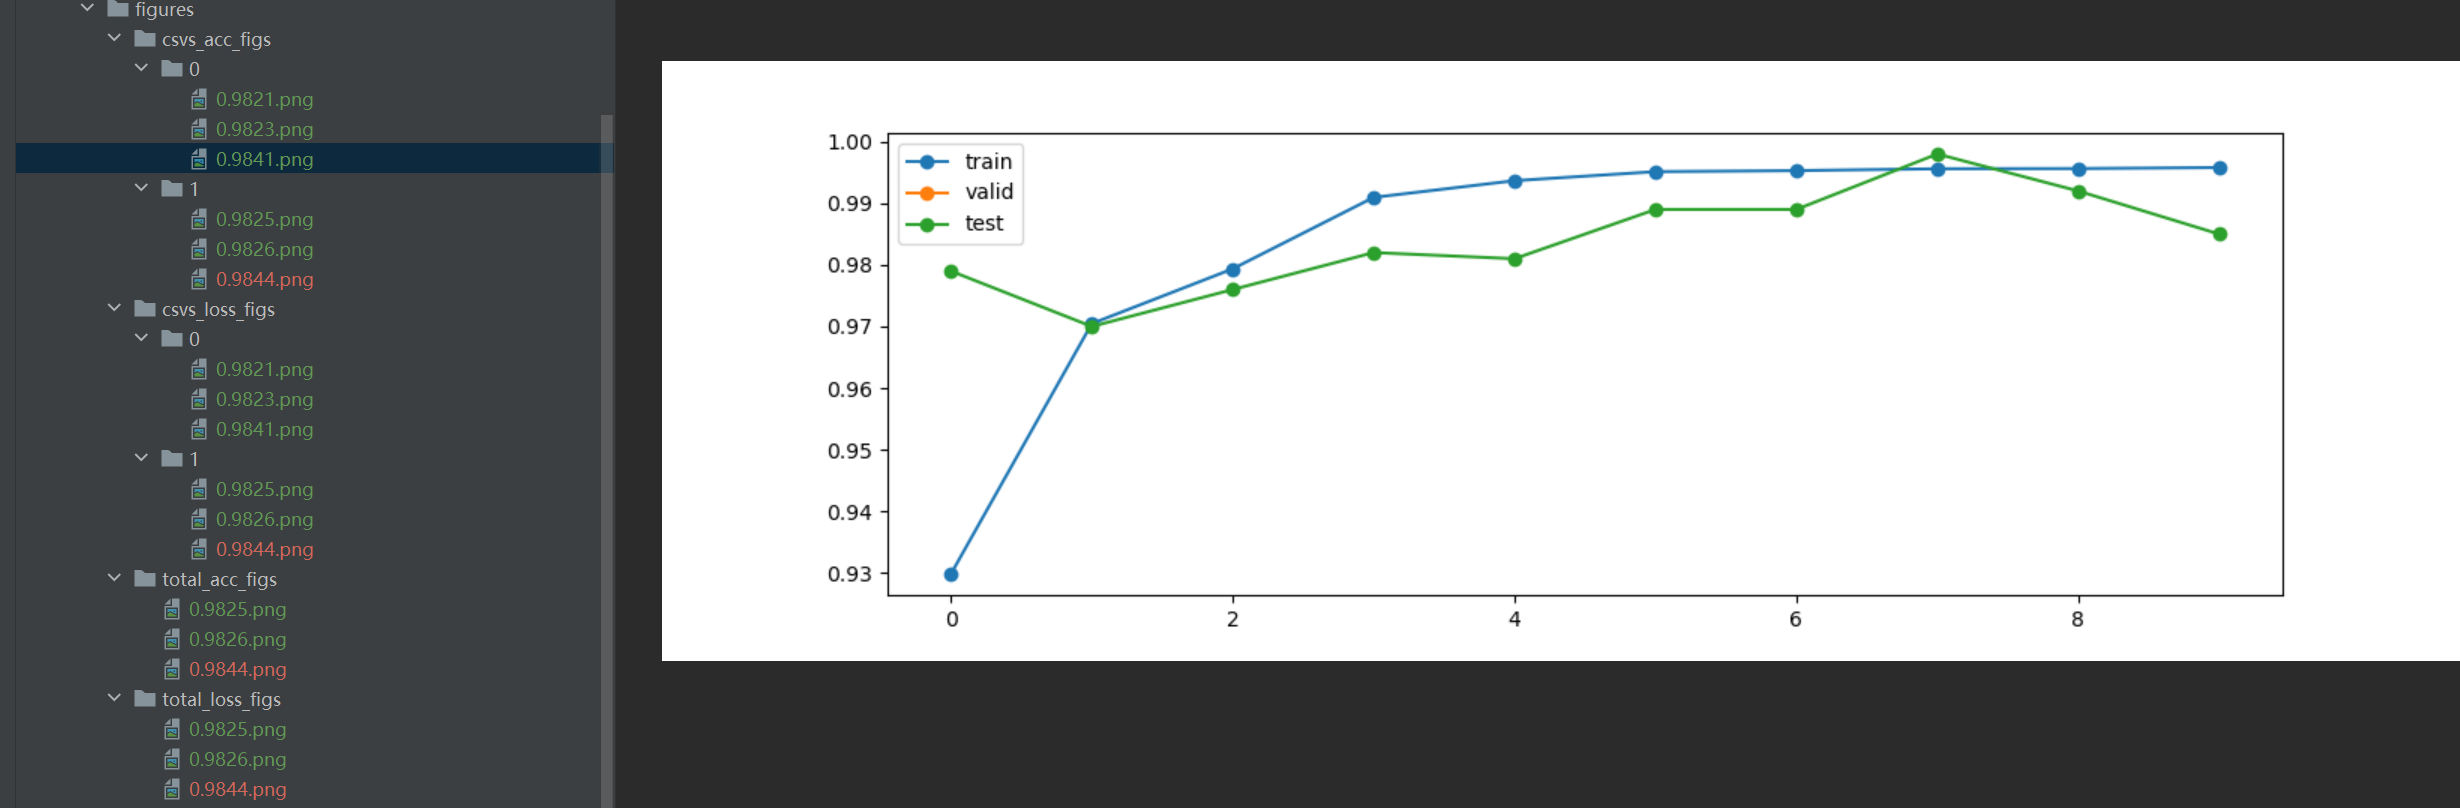 figures
csvs_acc_figs
0
0.9821.png
0.9823.png
0.9841.png
1
0.9825.png
0.9826.png
0.9844.png
csvs_loss_figs
0
0.9821.png
0.9823.png
0.9841.png
1
0.9825.png
0.9826.png
0.9844.png
total_acc_figs
0.9825.png
0.9826.png
0.9844.png
total_loss_figs
0.9825.png
0.9826.png
0.9844.png
1.00
0.99
0.98
0.97
0.96
0.95
0.94
0.93
train
valid
test
0 2 4 6 8